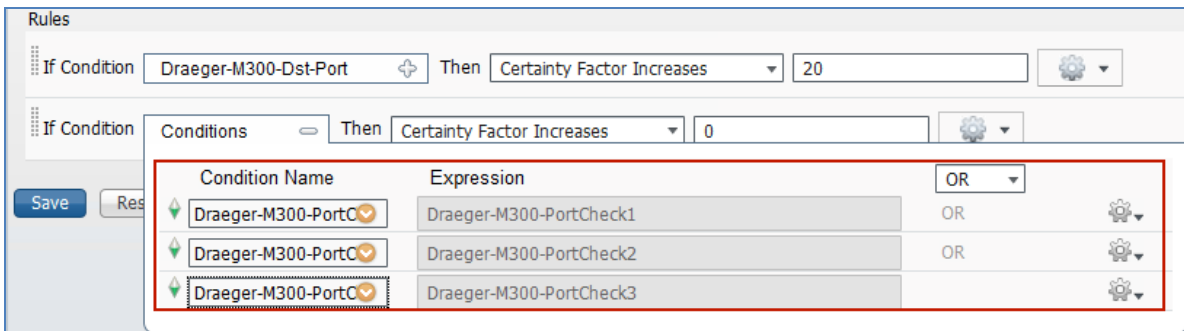 Rules
If Condition Draeger-M300-Dst-Port Then Certainty Factor Increases 20
If Condition Conditions Then Certainty Factor Increases 0
Condition Name Expression OR
Draeger-M300-PortC Draeger-M300-PortCheck1 OR
Save Res
Draeger-M300-PortC Draeger-M300-PortCheck2 OR
Draeger-M300-PortC Draeger-M300-PortCheck3